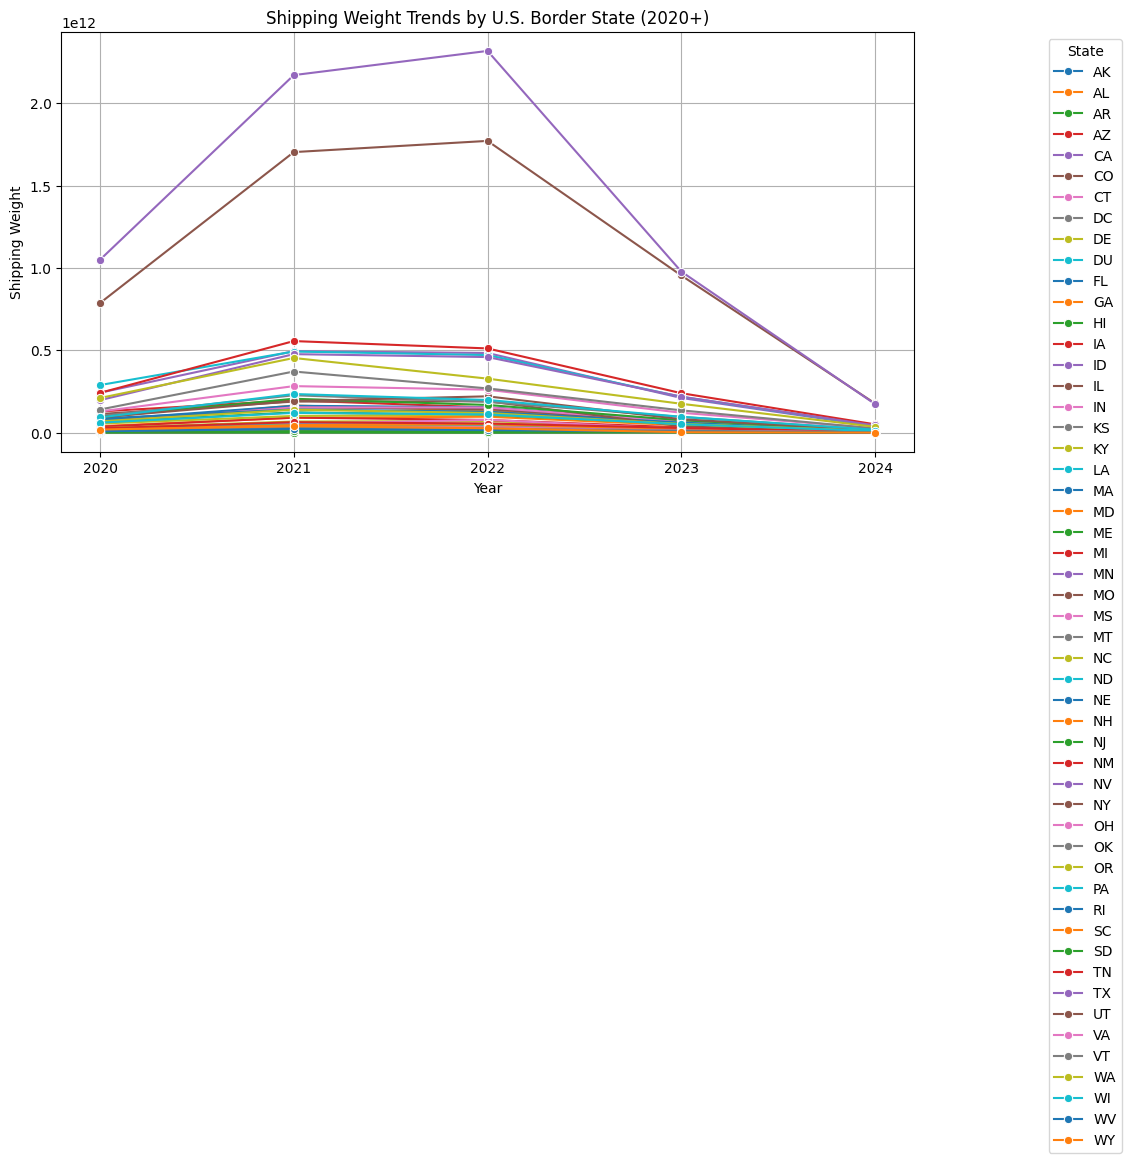 Shipping Weight Trends by U.S. Border State (2020+)
1e12
2.0
1.5
1.0
0.5
0.0
Shipping Weight
2020 2021 2022 2023 2024
Year
State
AK
AL
AR
AZ
CA
CO
CT
DC
DE
DU
FL
GA
HI
IA
ID
IL
IN
KS
KY
LA
MA
MD
ME
MI
MN
MO
MS
MT
NC
ND
NE
NH
NJ
NM
NV
NY
OH
OK
OR
PA
RI
SC
SD
TN
TX
UT
VA
VT
WA
WI
WV
WY